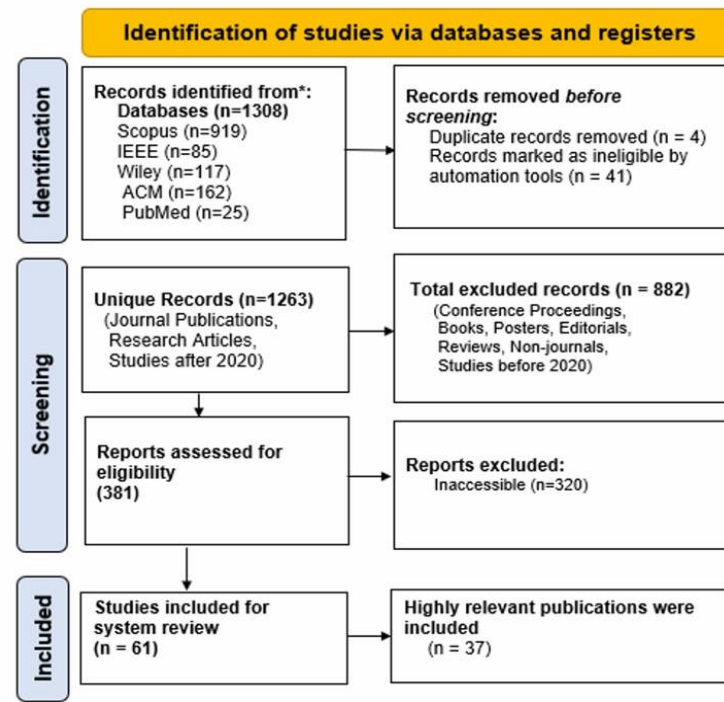 Identification of studies via databases and registers
Identification
Records identified from*:
Databases (n=1308)
Scopus (n=919)
IEEE (n=85)
Wiley (n=117)
ACM (n=162)
PubMed (n=25)
Records removed before
screening:
Duplicate records removed (n = 4)
Records marked as ineligible by
automation tools (n = 41)
Screening
Unique Records (n=1263)
(Journal Publications,
Research Articles,
Studies after 2020)
Total excluded records (n = 882)
(Conference Proceedings,
Books, Posters, Editorials,
Reviews, Non-journals,
Studies before 2020)
Reports assessed for
eligibility
(381)
Reports excluded:
Inaccessible (n=320)
Included
Studies included for
system review
(n = 61)
Highly relevant publications were
included
(n = 37)